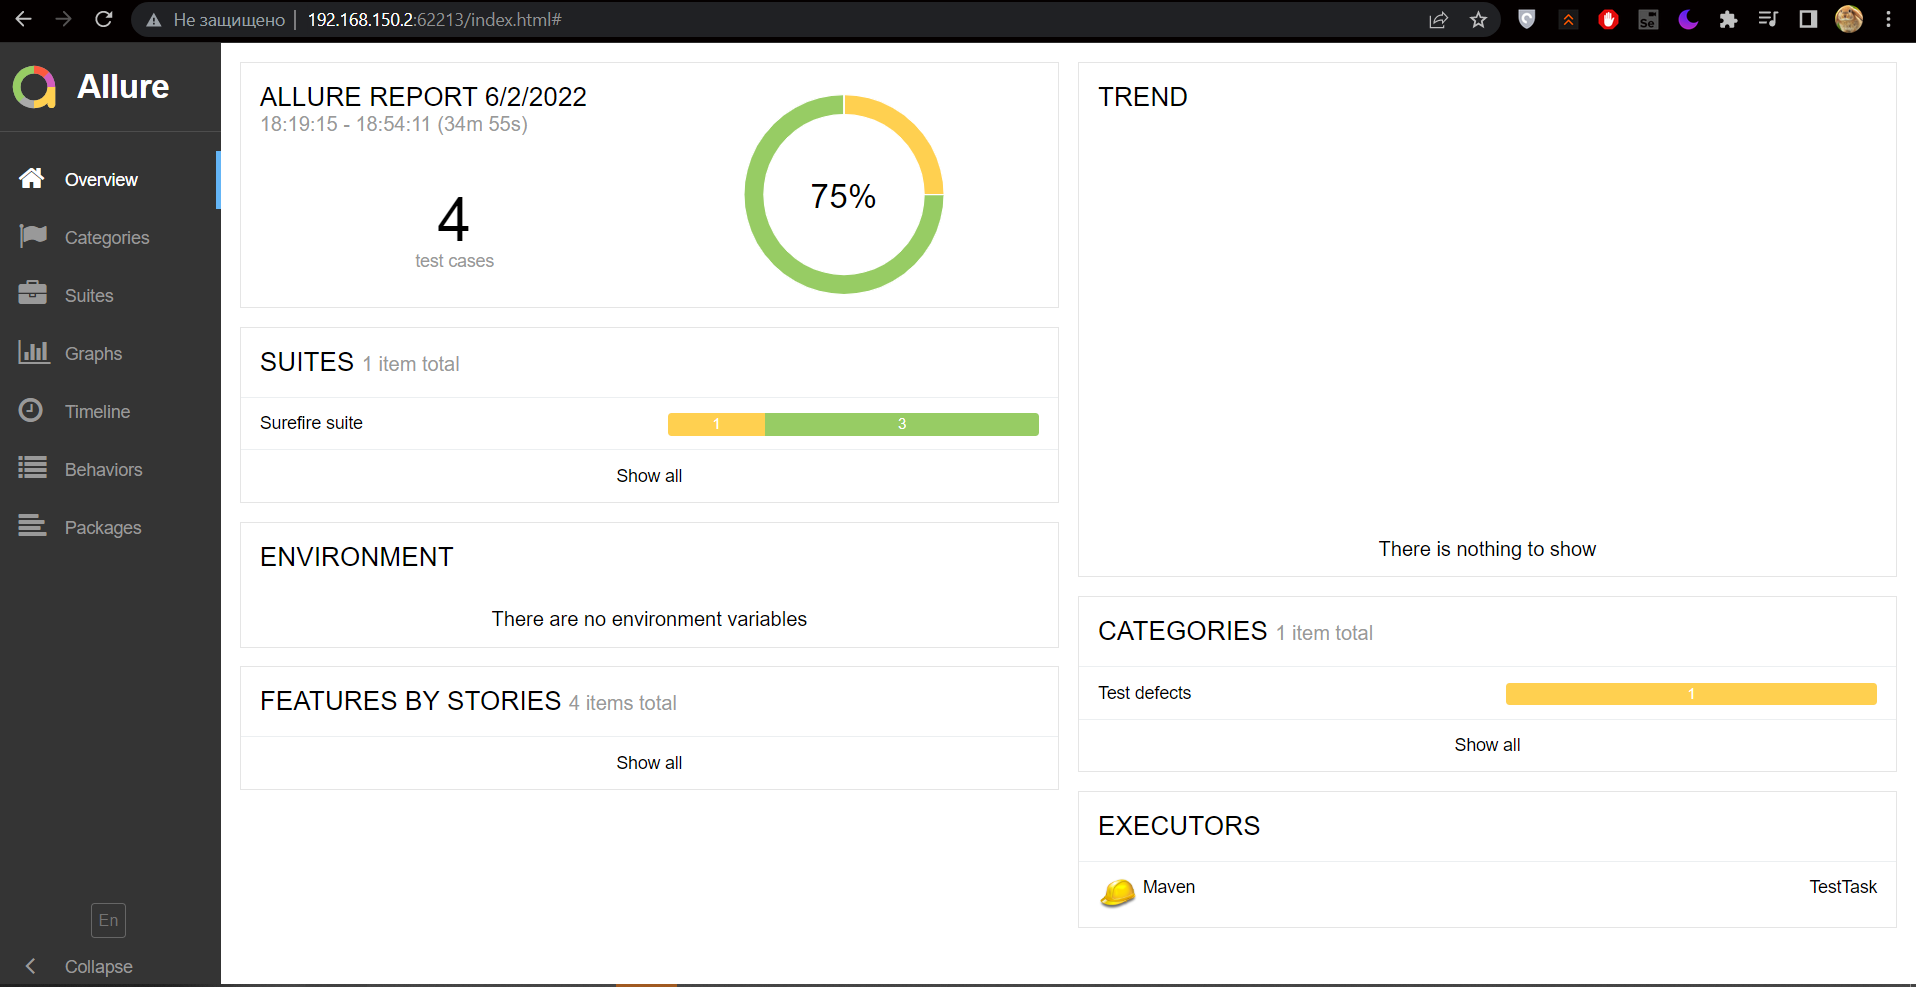 Не защищено | 192.168.150.2:62213/index.html#
Allure
Overview
Categories
Suites
Graphs
Timeline
Behaviors
Packages
En
Collapse
ALLURE REPORT 6/2/2022
18:19:15 - 18:54:11 (34m 55s)
4
test cases
75%
SUITES 1 item total
Surefire suite 1 3
Show all
ENVIRONMENT
There are no environment variables
FEATURES BY STORIES 4 items total
Show all
TREND
There is nothing to show
CATEGORIES 1 item total
Test defects 1
Show all
EXECUTORS
Maven TestTask
Se